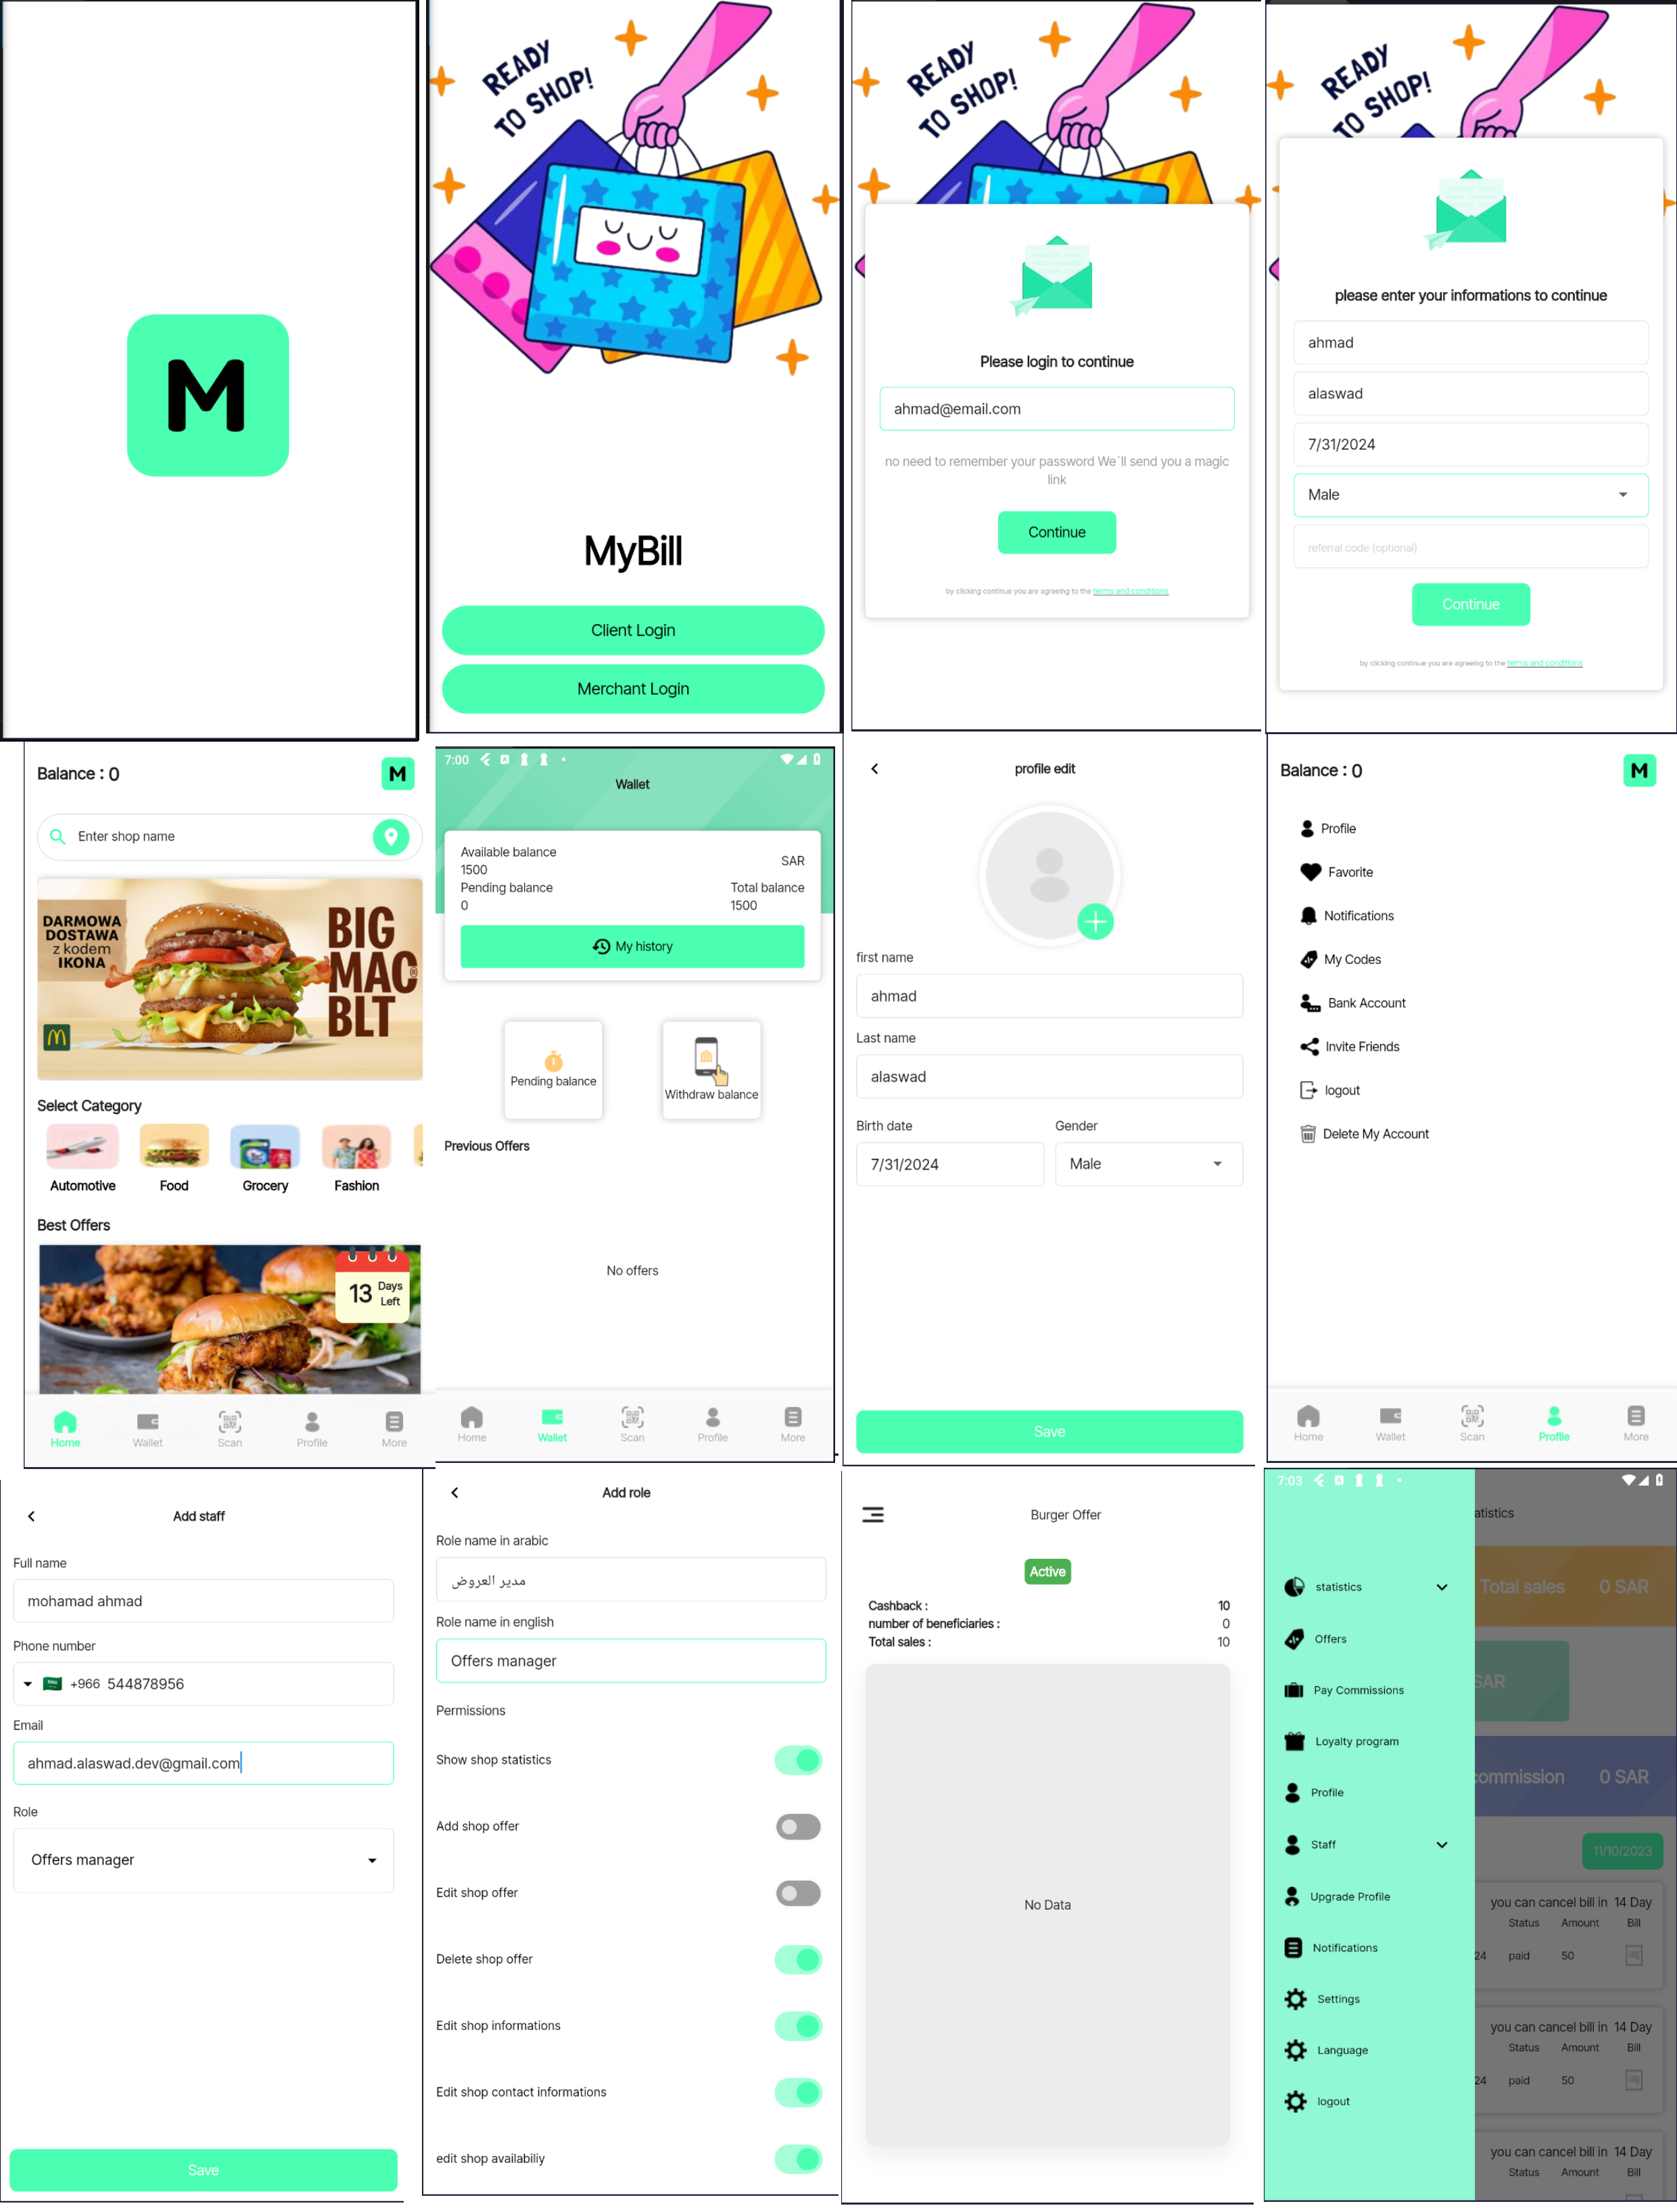 M
READY
TO SHOP!
MyBill
Client Login
Merchant Login
READY
TO SHOP!
Please login to continue
ahmad@email.com
no need to remember your password We`ll send you a magic
link
Continue
by clicking continue you are agreeing to the terms and conditions
READY
TO SHOP!
please enter your informations to continue
ahmad
alaswad
7/31/2024
Male
referral code (optional)
Continue
by clicking continue you are agreeing to the terms and conditions
Balance : 0
M
Enter shop name
DARMOWA
DOSTAWA
z kodem
IKONA
BIG
MAC®
BLT
Select Category
Automotive
Food
Grocery
Fashion
Best Offers
13 Days
Left
Home
Wallet
Scan
Profile
More
7:00
Wallet
Available balance
1500
SAR
Pending balance
0
Total balance
1500
My history
Pending balance
Withdraw balance
Previous Offers
No offers
Home
Wallet
Scan
Profile
More
profile edit
first name
ahmad
Last name
alaswad
Birth date
7/31/2024
Gender
Male
Save
Balance : 0
M
Profile
Favorite
Notifications
My Codes
Bank Account
Invite Friends
logout
Delete My Account
Home
Wallet
Scan
Profile
More
Add staff
Full name
mohamad ahmad
Phone number
+966 544878956
Email
ahmad.alaswad.dev@gmail.com
Role
Offers manager
Save
Add role
Role name in arabic
مدير العروض
Role name in english
Offers manager
Permissions
Show shop statistics
Add shop offer
Edit shop offer
Delete shop offer
Edit shop informations
Edit shop contact informations
edit shop availabiliy
Burger Offer
Active
Cashback : 10
number of beneficiaries : 0
Total sales : 10
No Data
7:03
statistics
Offers
Pay Commissions
Loyalty program
Profile
Staff
Upgrade Profile
Notifications
Settings
Language
logout
atistics
Total sales 0 SAR
SAR
commission 0 SAR
11/10/2023
you can cancel bill in 14 Day
Status Amount Bill
24 paid 50
you can cancel bill in 14 Day
Status Amount Bill
24 paid 50
you can cancel bill in 14 Day
Status Amount Bill